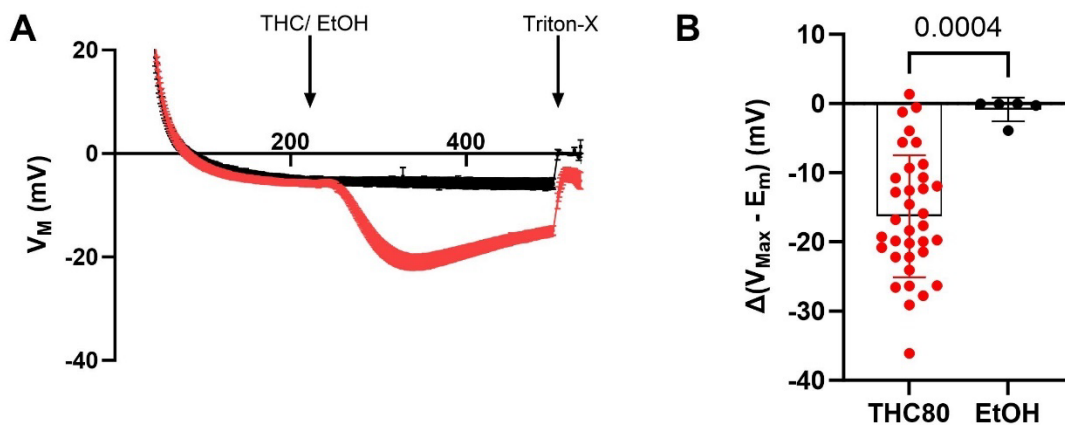 A
THC/ EtOH
Triton-X
20
0
-20
-40
200
400
VM (mV)
B
0.0004
10
0
-10
-20
-30
-40
Δ(VMax - Em) (mV)
THC80
EtOH